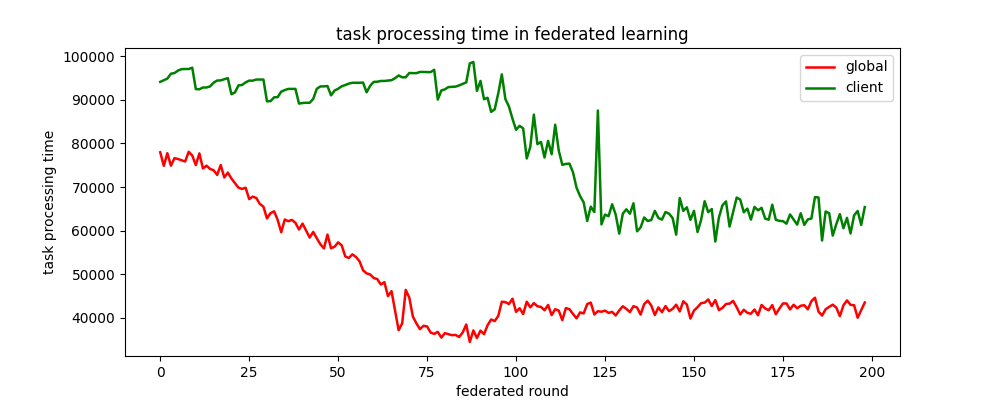 task processing time in federated learning
global
client
task processing time
100000
90000
80000
70000
60000
50000
40000
0 25 50 75 100 125 150 175 200
federated round